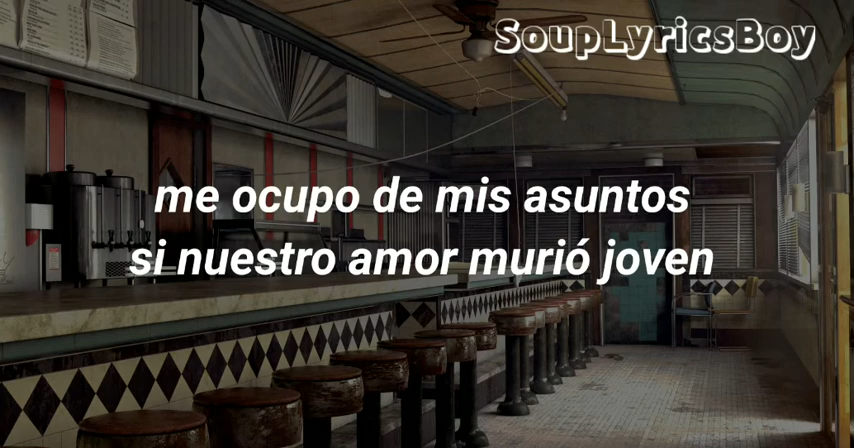 SoupLyricsBoy
me ocupo de mis asuntos
si nuestro amor murió joven